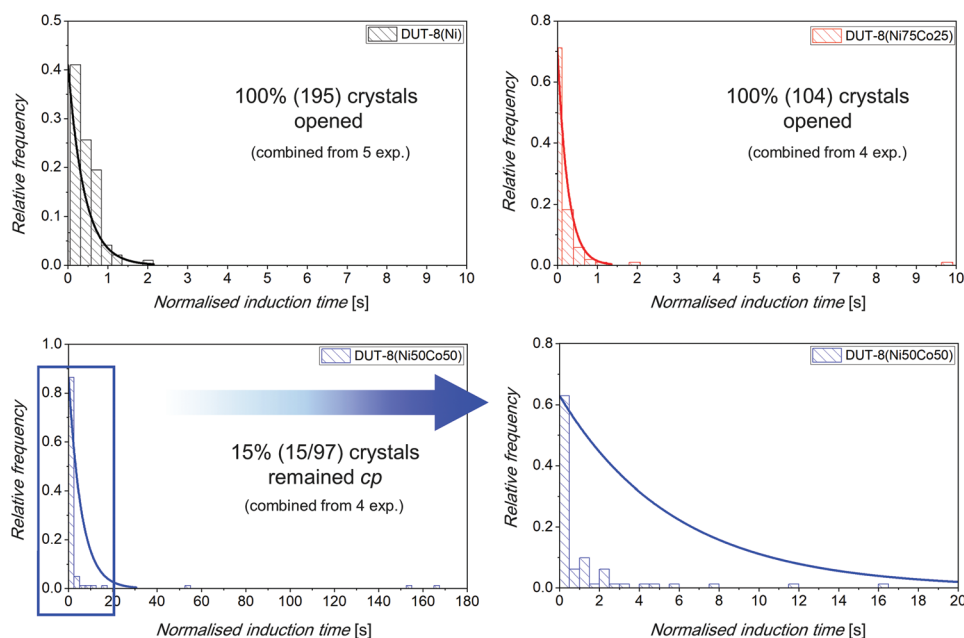 DUT-8(Ni)
100% (195) crystals
opened
(combined from 5 exp.)
Relative frequency
0.5
0.4
0.3
0.2
0.1
0.0
0 1 2 3 4 5 6 7 8 9 10
Normalised induction time [s]
DUT-8(Ni75Co25)
100% (104) crystals
opened
(combined from 4 exp.)
Relative frequency
0.8
0.6
0.4
0.2
0.0
0 1 2 3 4 5 6 7 8 9 10
Normalised induction time [s]
DUT-8(Ni50Co50)
15% (15/97) crystals
remained cp
(combined from 4 exp.)
Relative frequency
1.0
0.8
0.6
0.4
0.2
0.0
0 20 40 60 80 100 120 140 160 180
Normalised induction time [s]
DUT-8(Ni50Co50)
Relative frequency
0.8
0.6
0.4
0.2
0.0
0 2 4 6 8 10 12 14 16 18 20
Normalised induction time [s]